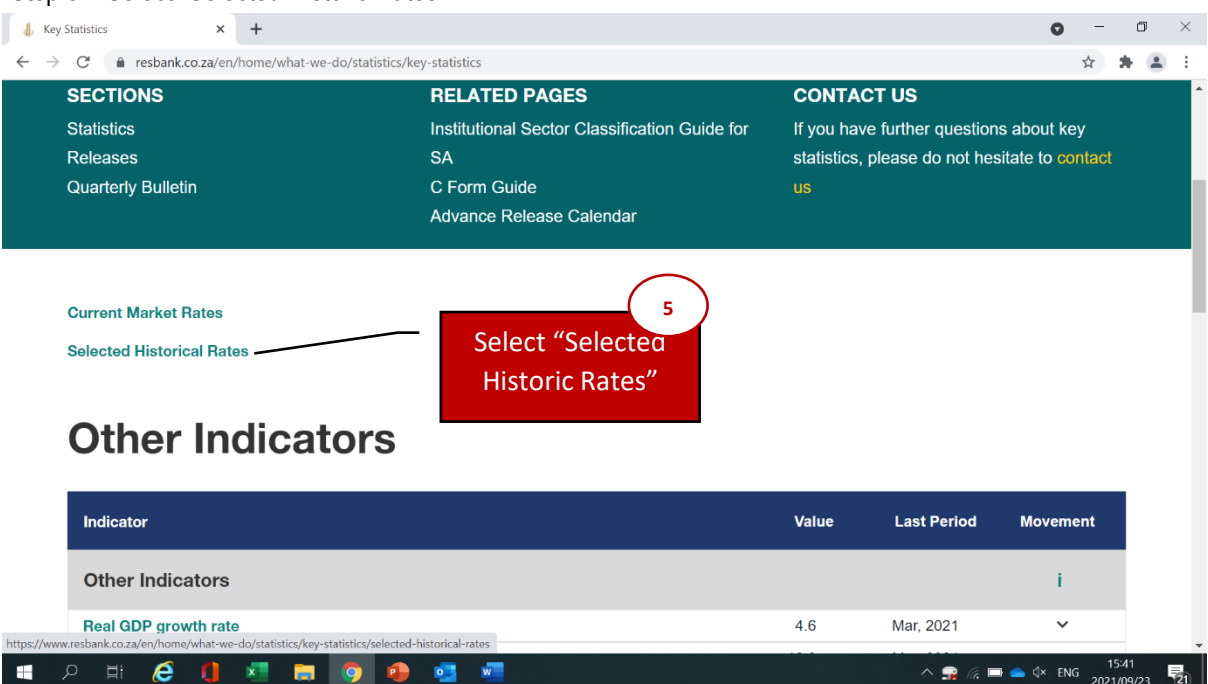 Key Statistics
resbank.co.za/en/home/what-we-do/statistics/key-statistics
SECTIONS
Statistics
Releases
Quarterly Bulletin
RELATED PAGES
Institutional Sector Classification Guide for
SA
C Form Guide
Advance Release Calendar
CONTACT US
If you have further questions about key
statistics, please do not hesitate to contact
us
Current Market Rates
Selected Historical Rates
5
Select “Selected
Historic Rates”
Other Indicators
Indicator Value Last Period Movement
Other Indicators i
Real GDP growth rate 4.6 Mar, 2021
https://www.resbank.co.za/en/home/what-we-do/statistics/key-statistics/selected-historical-rates
ENG
15:41
2021/09/23
21